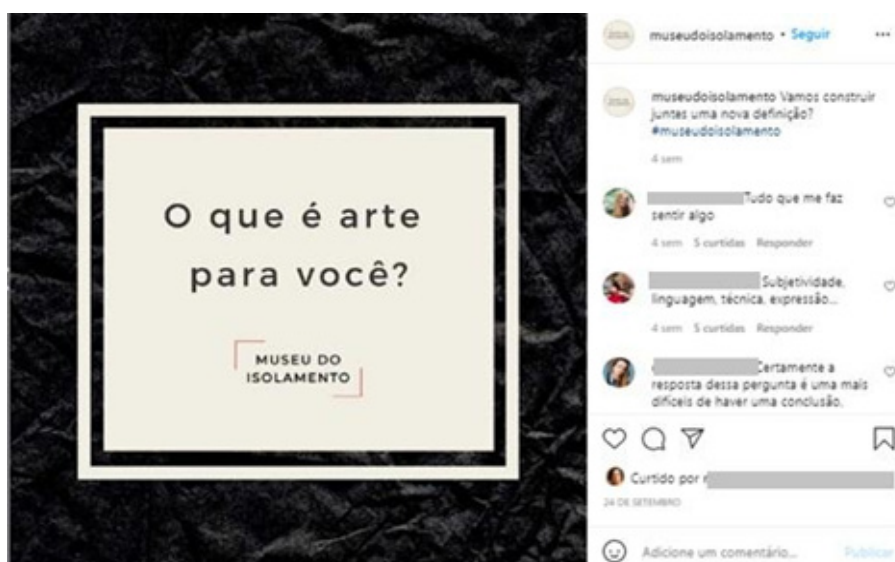 O que é arte
para você?
MUSEU DO
ISOLAMENTO
museudoisolamento • Seguir
museudoisolamento Vamos construir
juntes uma nova definição?
#museudoisolamento
4 sem
Tudo que me faz
sentir algo
4 sem 5 curtidas Responder
Subjetividade,
linguagem, técnica, expressão...
4 sem 5 curtidas Responder
Certamente a
resposta dessa pergunta é uma mais
difíceis de haver uma conclusão,
Curtido por
24 DE SETEMBRO
Adicione um comentário...
Publicar